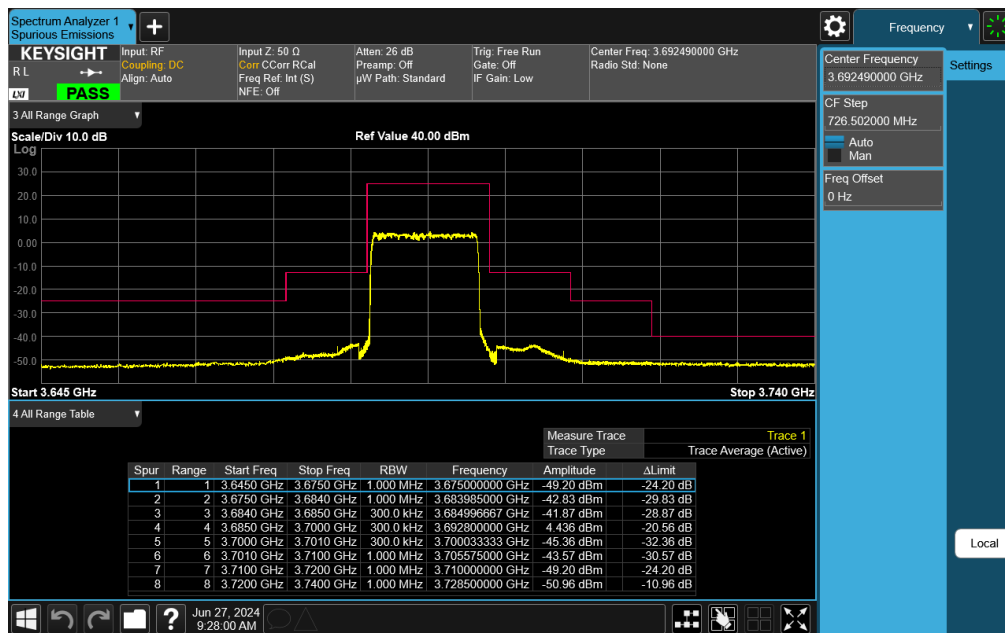 Spectrum Analyzer 1
Spurious Emissions
+
Frequency
KEYSIGHT
R L
LXI
PASS
Input: RF
Coupling: DC
Align: Auto
Input Z: 50 Ω
Corr CCorr RCal
Freq Ref: Int (S)
NFE: Off
Atten: 26 dB
Preamp: Off
µW Path: Standard
Trig: Free Run
Gate: Off
IF Gain: Low
Center Freq: 3.692490000 GHz
Radio Std: None
Center Frequency
3.692490000 GHz
Settings
CF Step
726.502000 MHz
Auto
Man
Freq Offset
0 Hz
3 All Range Graph
Scale/Div 10.0 dB
Ref Value 40.00 dBm
Log
30.0
20.0
10.0
0.00
-10.0
-20.0
-30.0
-40.0
-50.0
Start 3.645 GHz
Stop 3.740 GHz
4 All Range Table
Measure Trace Trace 1
Trace Type Trace Average (Active)
Spur Range Start Freq Stop Freq RBW Frequency Amplitude ΔLimit
1 1 3.6450 GHz 3.6750 GHz 1.000 MHz 3.675000000 GHz -49.20 dBm -24.20 dB
2 2 3.6750 GHz 3.6840 GHz 1.000 MHz 3.683985000 GHz -42.83 dBm -29.83 dB
3 3 3.6840 GHz 3.6850 GHz 300.0 kHz 3.684996667 GHz -41.87 dBm -28.87 dB
4 4 3.6850 GHz 3.7000 GHz 300.0 kHz 3.692800000 GHz 4.436 dBm -20.56 dB
5 5 3.7000 GHz 3.7010 GHz 300.0 kHz 3.700033333 GHz -45.36 dBm -32.36 dB
6 6 3.7010 GHz 3.7100 GHz 1.000 MHz 3.705575000 GHz -43.57 dBm -30.57 dB
7 7 3.7100 GHz 3.7200 GHz 1.000 MHz 3.710000000 GHz -49.20 dBm -24.20 dB
8 8 3.7200 GHz 3.7400 GHz 1.000 MHz 3.728500000 GHz -50.96 dBm -10.96 dB
Local
?
Jun 27, 2024
9:28:00 AM